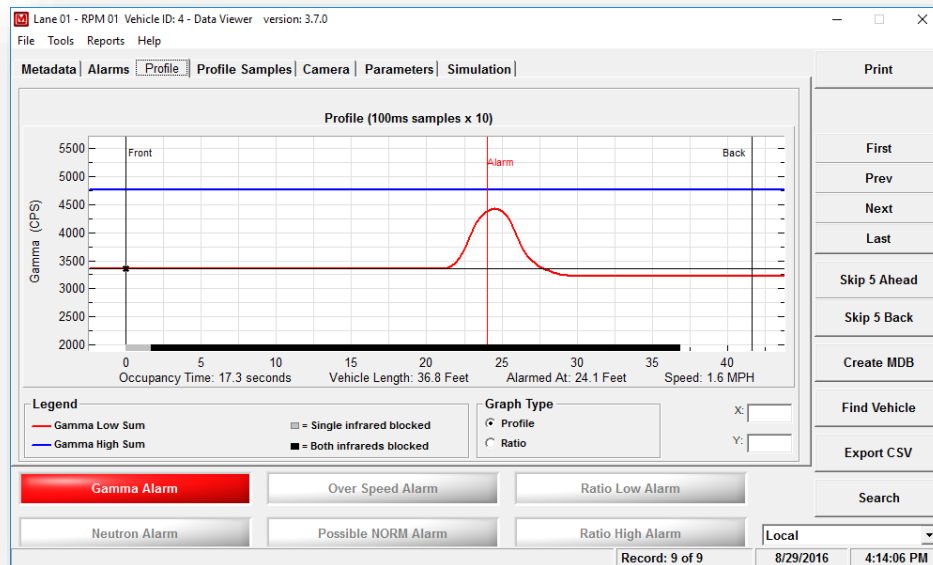 Lane 01 - RPM 01 Vehicle ID: 4 - Data Viewer version: 3.7.0
File Tools Reports Help
Metadata Alarms Profile Profile Samples Camera Parameters Simulation
Print
Profile (100ms samples x 10)
First
Prev
Next
Last
Skip 5 Ahead
Skip 5 Back
Create MDB
Find Vehicle
Export CSV
Search
Gamma (CPS)
5500
5000
4500
4000
3500
3000
2500
2000
Front
Alarm
Back
0 5 10 15 20 25 30 35 40
Occupancy Time: 17.3 seconds Vehicle Length: 36.8 Feet Alarmed At: 24.1 Feet Speed: 1.6 MPH
Legend
Gamma Low Sum = Single infrared blocked
Gamma High Sum = Both infrareds blocked
Graph Type
Profile
Ratio
X:
Y:
Gamma Alarm Over Speed Alarm Ratio Low Alarm
Neutron Alarm Possible NORM Alarm Ratio High Alarm
Local
Record: 9 of 9 8/29/2016 4:14:06 PM